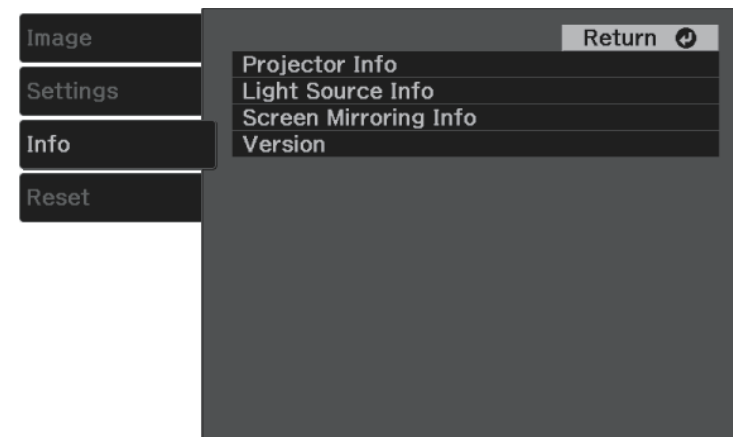 Image
Settings
Info
Reset
Return
Projector Info
Light Source Info
Screen Mirroring Info
Version